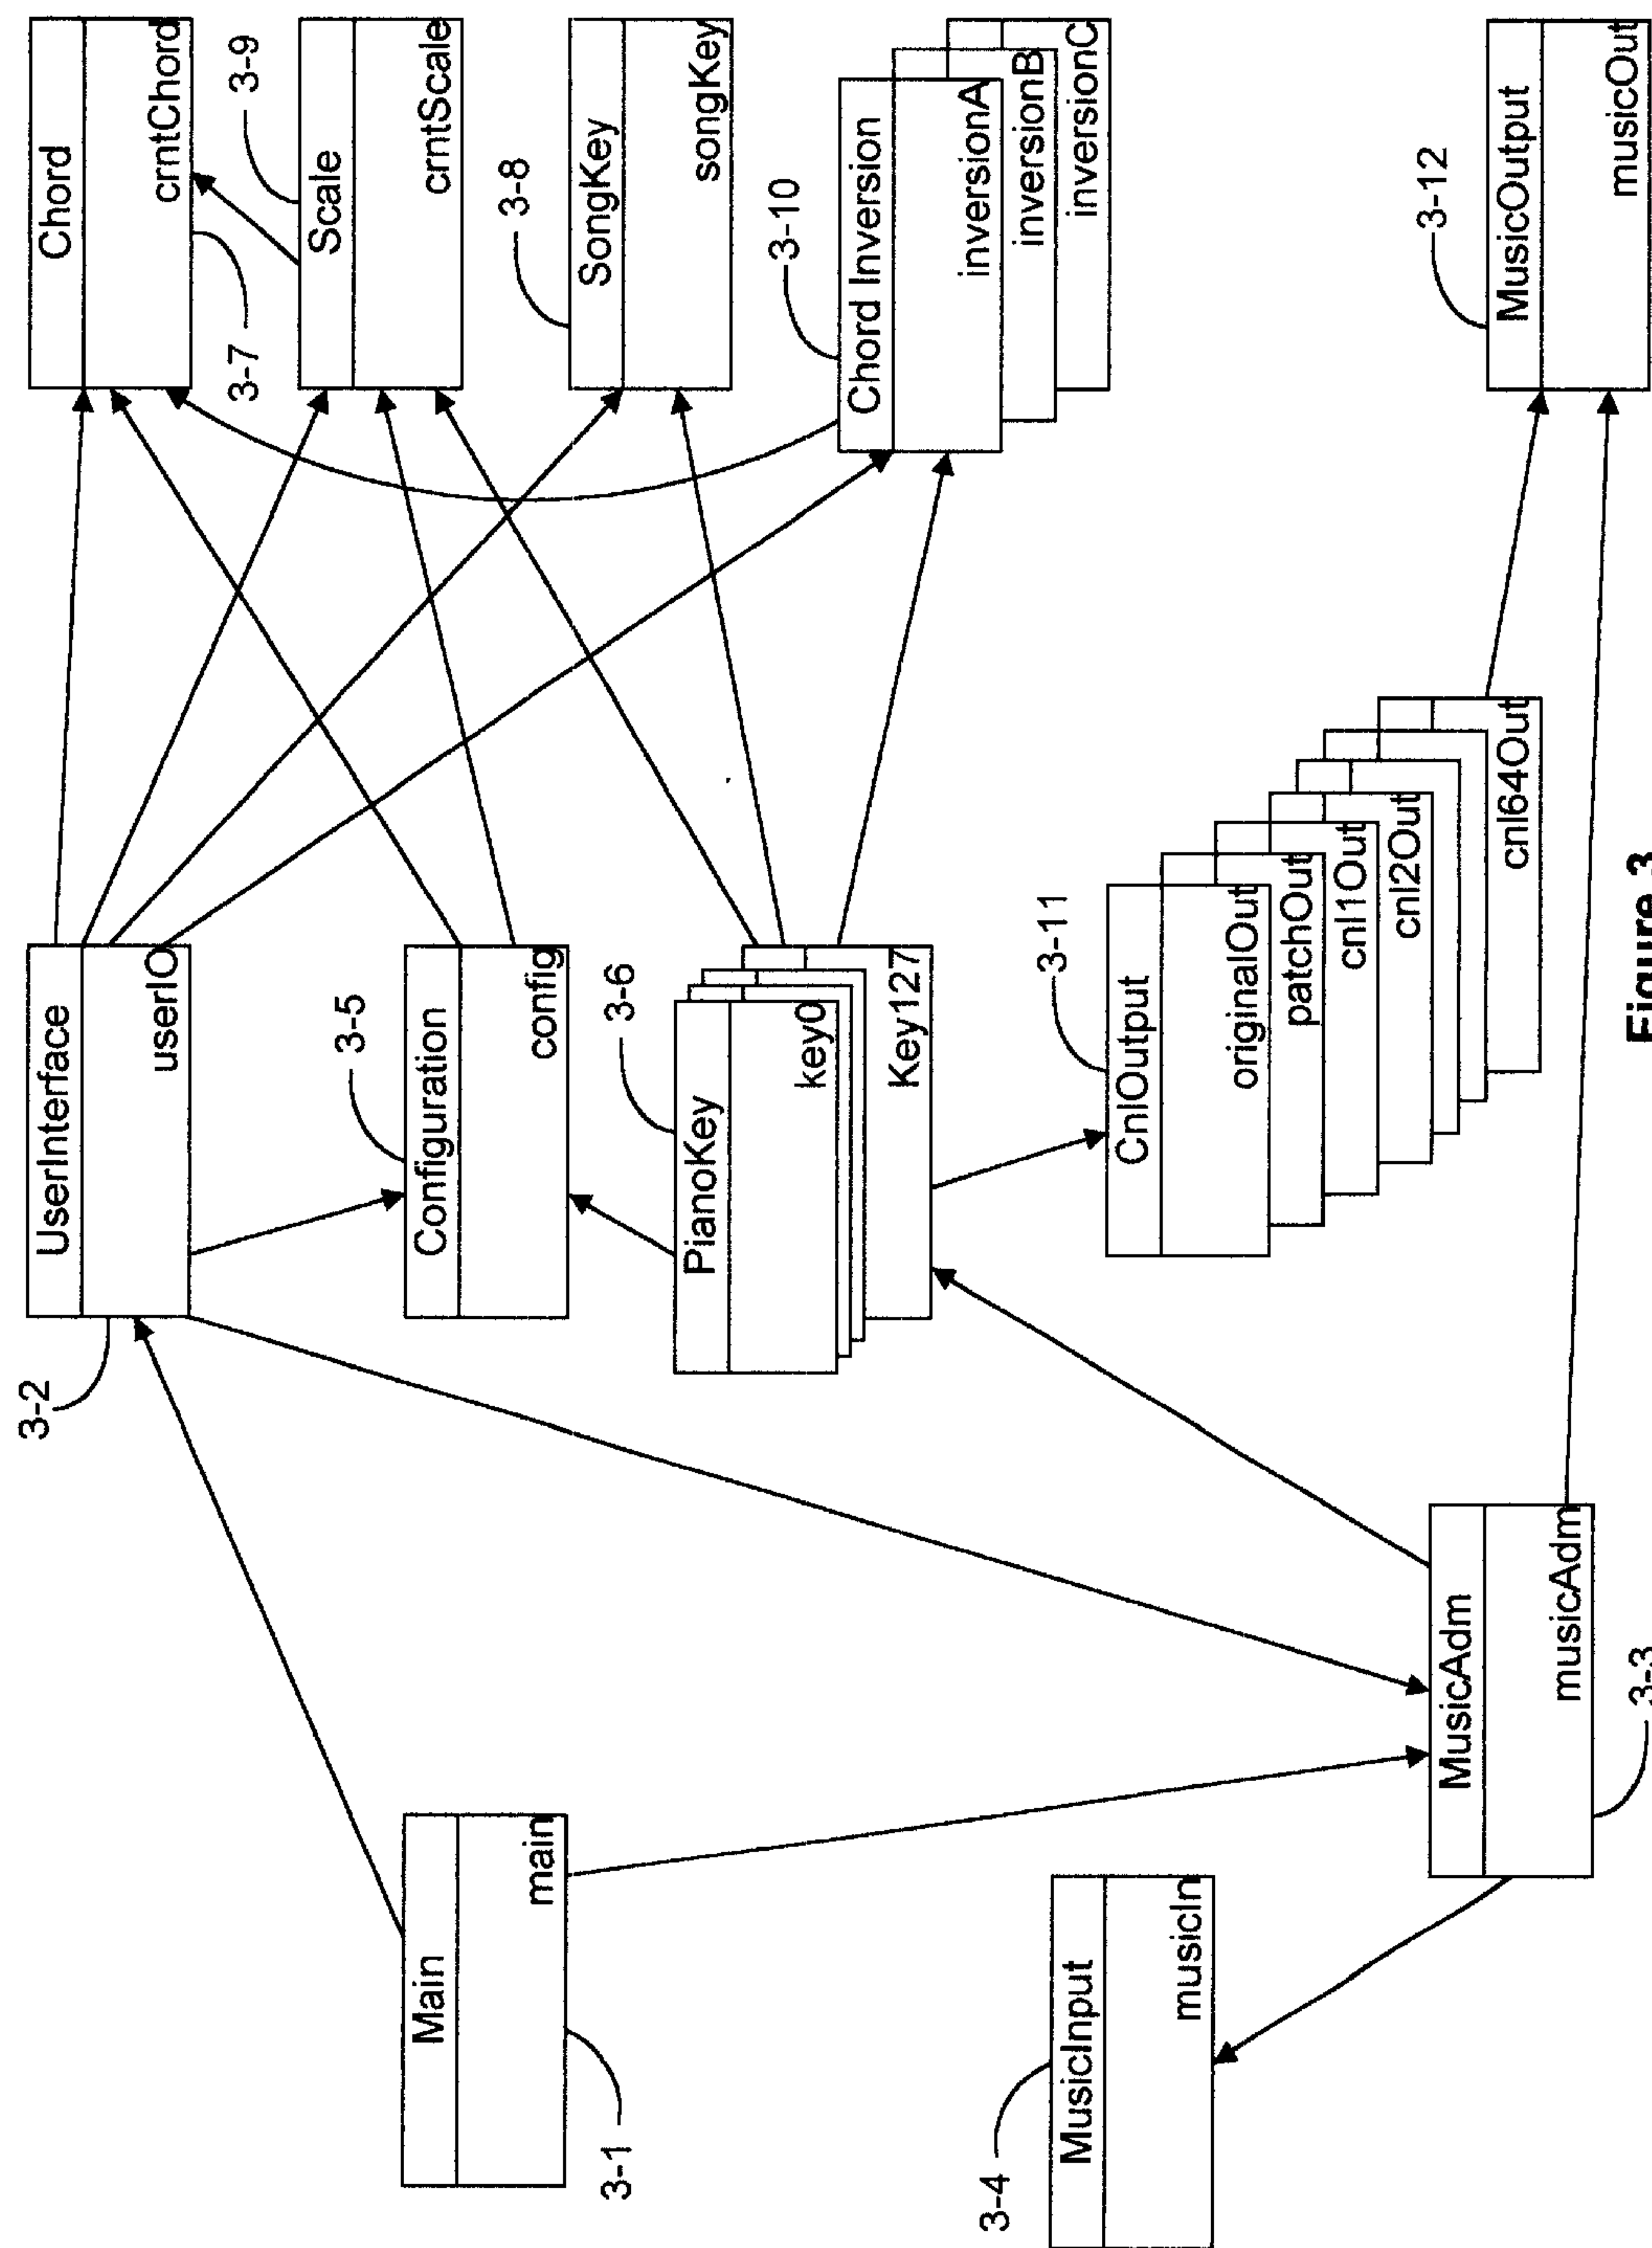 3-2
UserInterface
userIO
Chord
crntChord
3-7
3-9
Scale
crntScale
Main
main
3-1
3-5
Configuration
config
3-8
SongKey
songKey
3-6
PianoKey
key0
Key127
3-10
Chord Inversion
inversionA
inversionB
inversionC
3-4
MusicInput
musicIn
3-11
CnlOutput
originalOut
patchOut
cnl1Out
cnl2Out
cnl64Out
MusicAdm
musicAdm
3-3
3-12
MusicOutput
musicOut
Figure 3